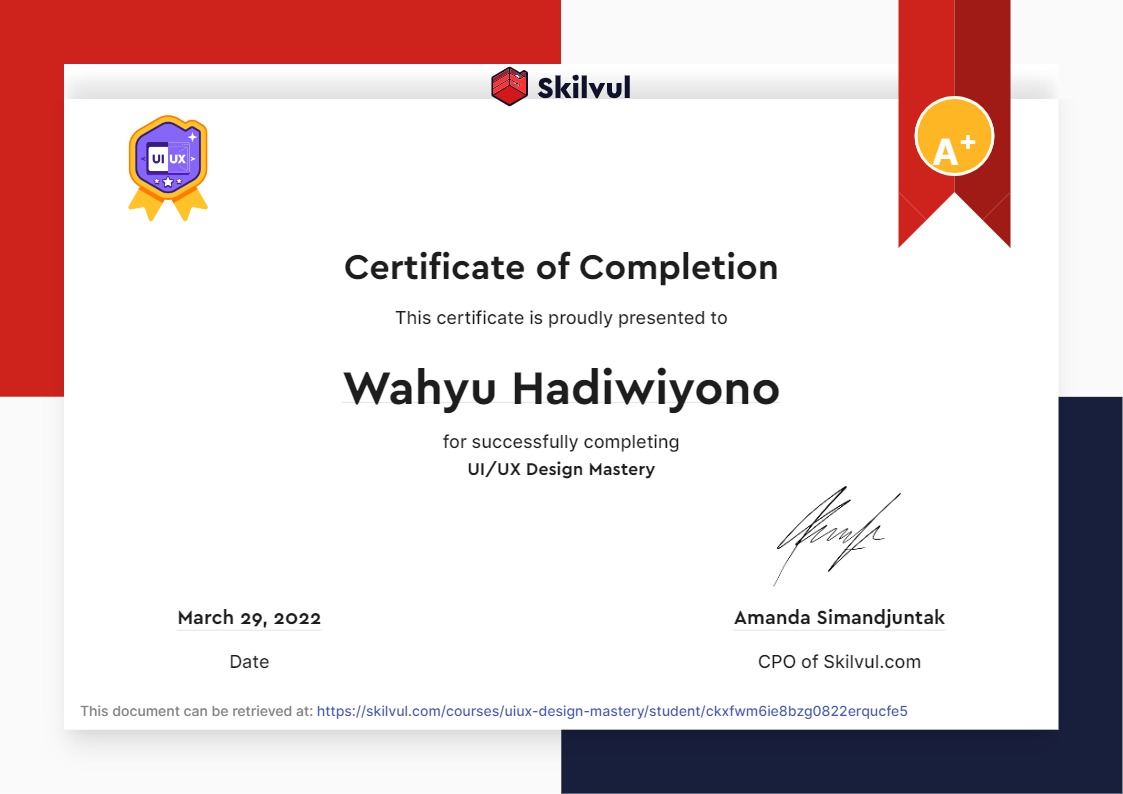 Skilvul
UI UX
A+
Certificate of Completion
This certificate is proudly presented to
Wahyu Hadiwiyono
for successfully completing
UI/UX Design Mastery
March 29, 2022
Amanda Simandjuntak
Date
CPO of Skilvul.com
This document can be retrieved at: https://skilvul.com/courses/uiux-design-mastery/student/ckxfwm6ie8bzg0822erqucfe5